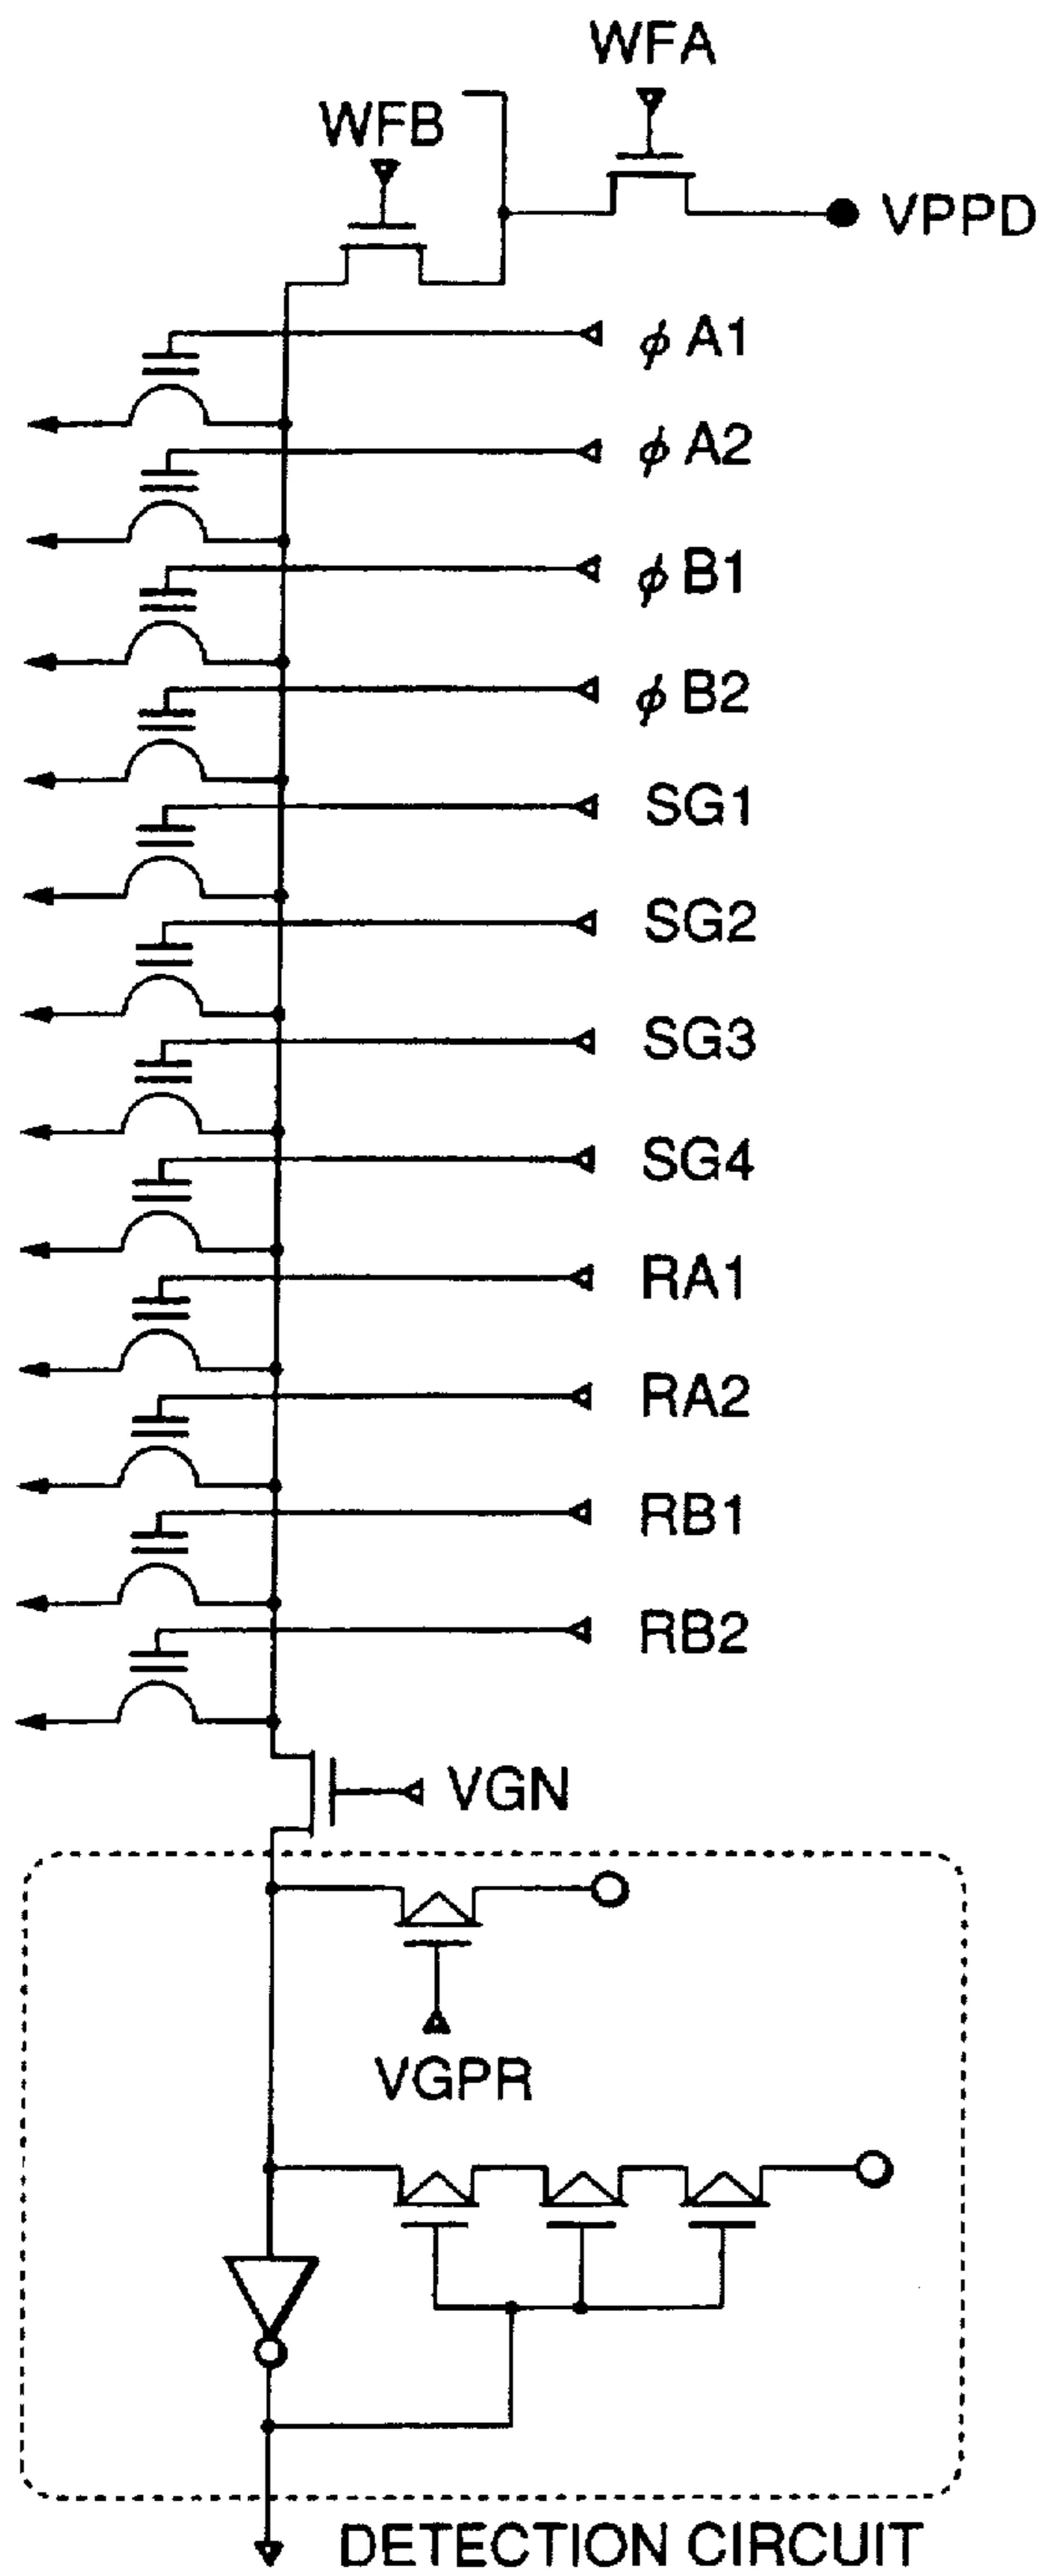 WFA
WFB
VPPD
φA1
φA2
φB1
φB2
SG1
SG2
SG3
SG4
RA1
RA2
RB1
RB2
VGN
VGPR
DETECTION CIRCUIT